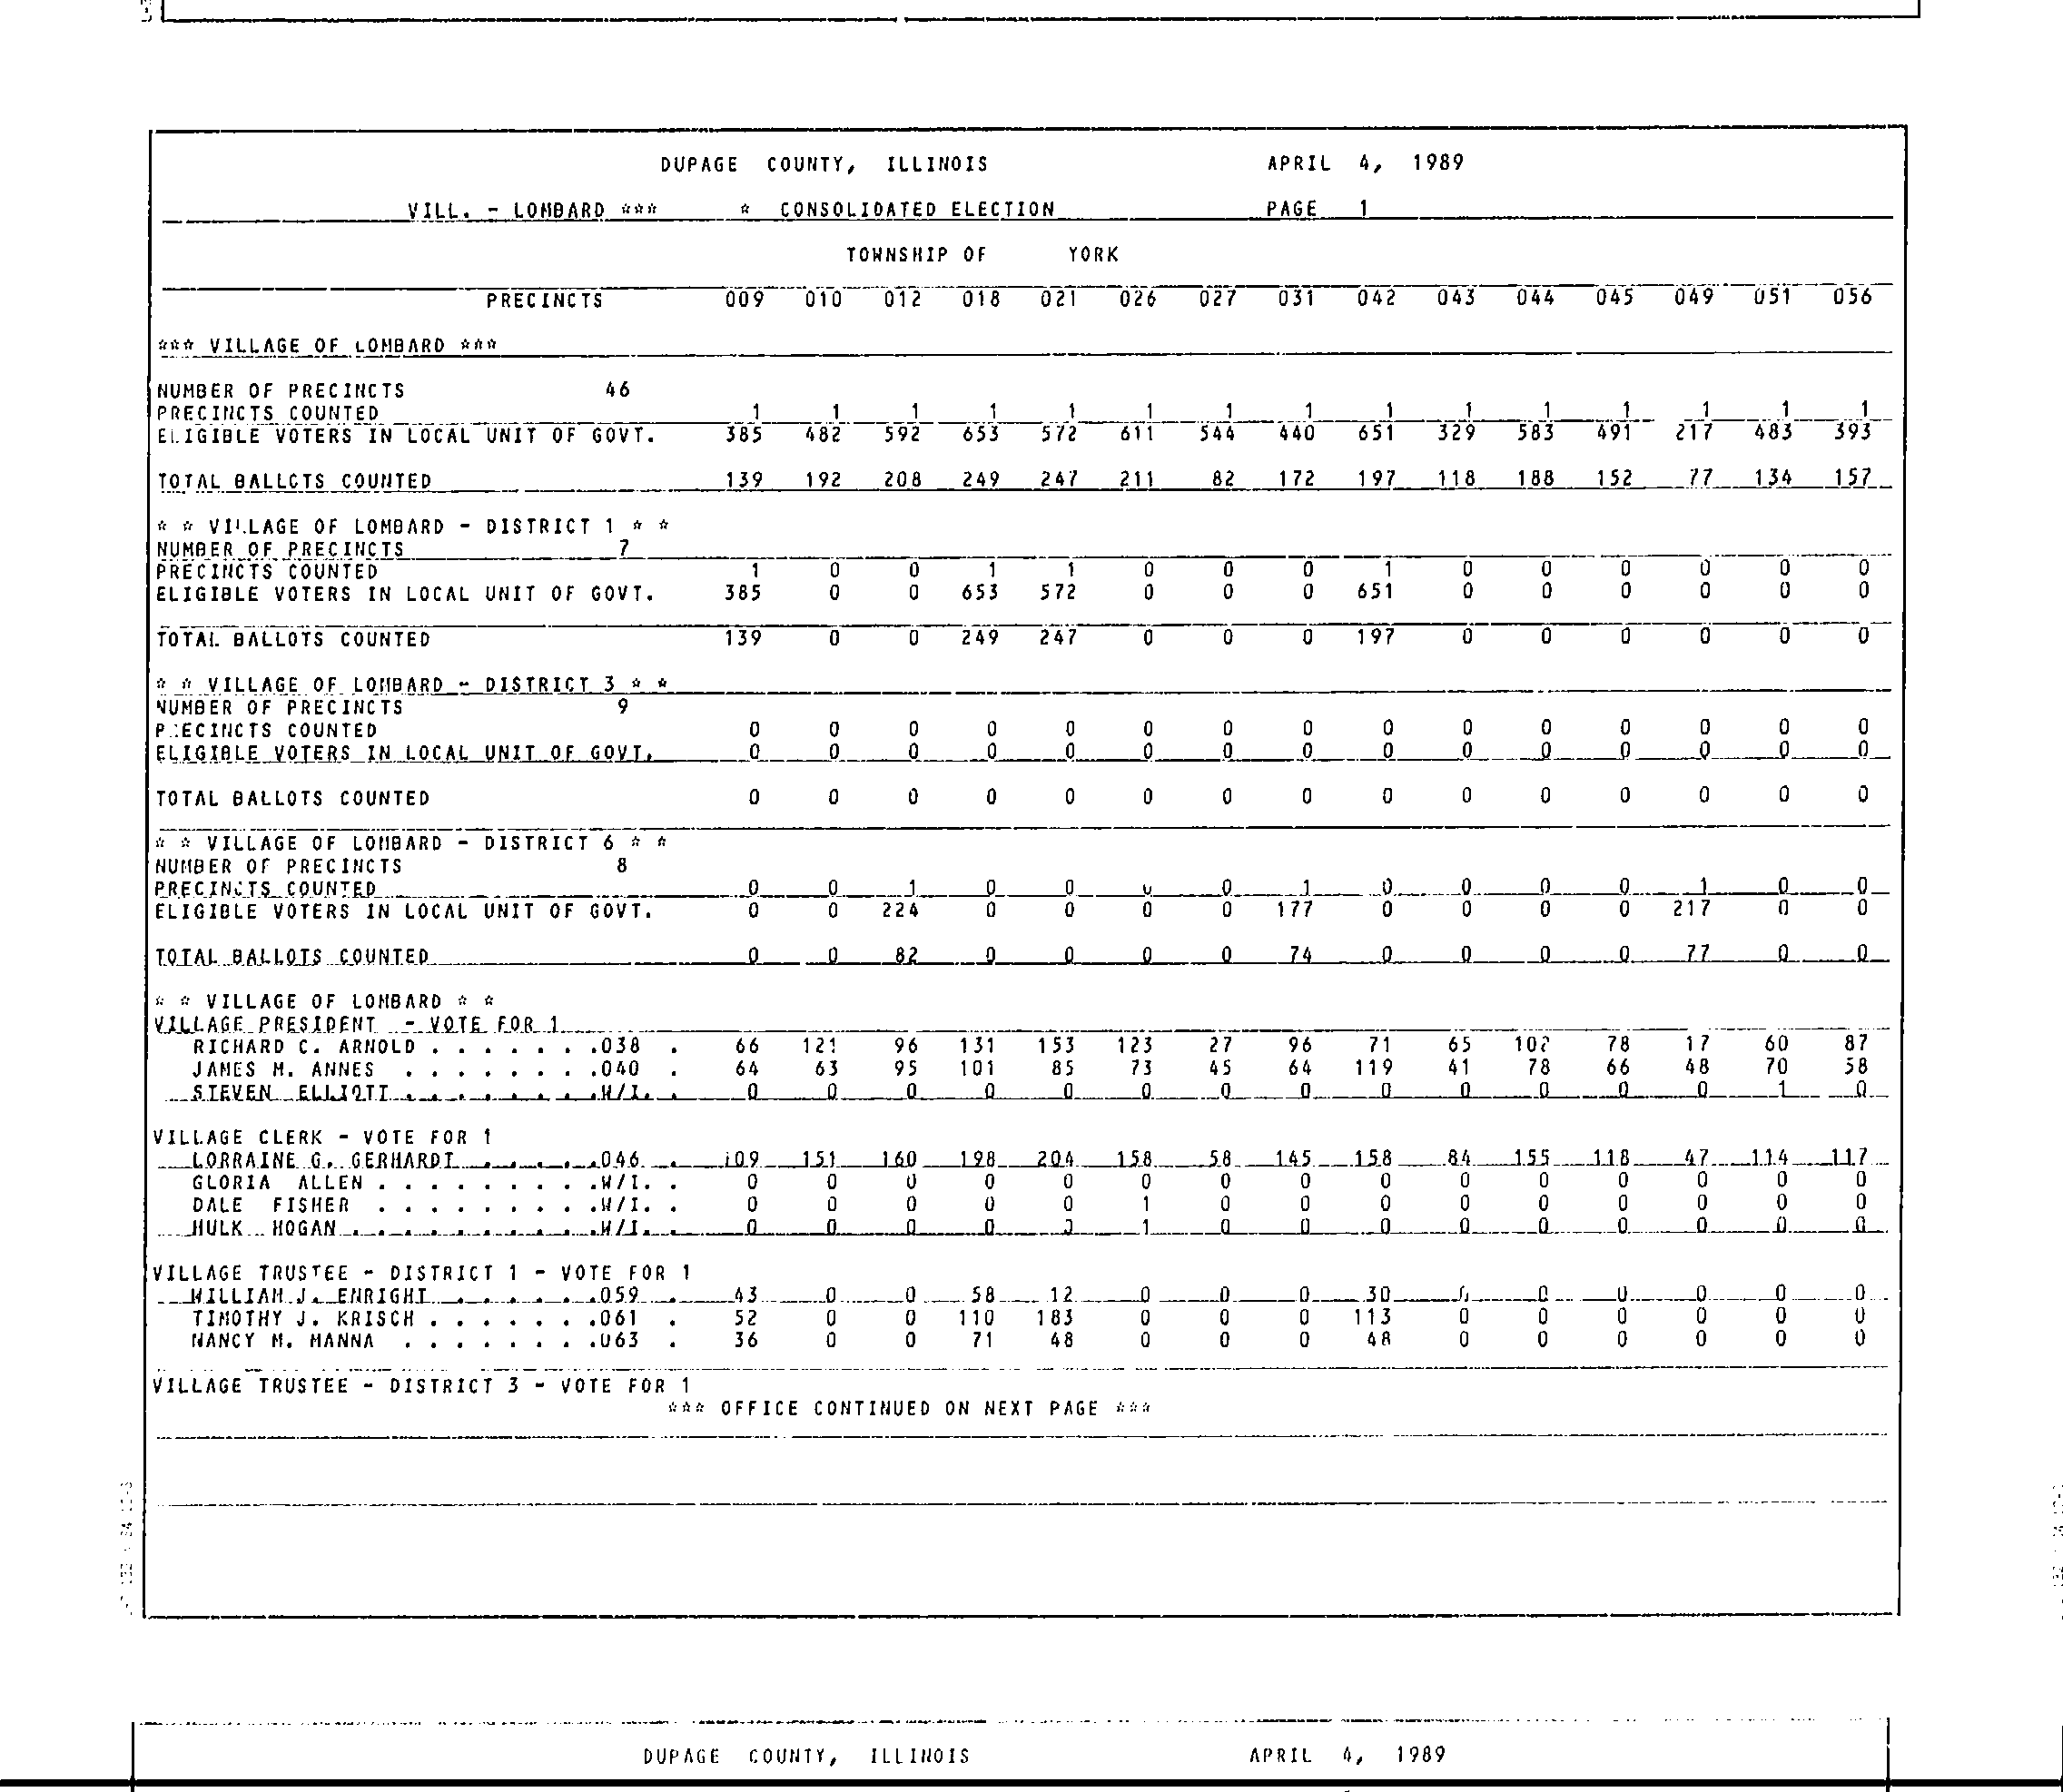 DUPAGE COUNTY, ILLINOIS APRIL 4, 1989
VILL. - LOMBARD *** * CONSOLIDATED ELECTION PAGE 1
TOWNSHIP OF YORK
PRECINCTS 009 010 012 018 021 026 027 031 042 043 044 045 049 051 056
*** VILLAGE OF LOMBARD ***
NUMBER OF PRECINCTS 46
PRECINCTS COUNTED 1 1 1 1 1 1 1 1 1 1 1 1 1 1 1
ELIGIBLE VOTERS IN LOCAL UNIT OF GOVT. 385 482 592 653 572 611 544 440 651 329 583 491 217 483 393
TOTAL BALLOTS COUNTED 139 192 208 249 247 211 82 172 197 118 188 152 77 134 157
* * VILLAGE OF LOMBARD - DISTRICT 1 * *
NUMBER OF PRECINCTS 7
PRECINCTS COUNTED 1 0 0 1 1 0 0 0 1 0 0 0 0 0 0
ELIGIBLE VOTERS IN LOCAL UNIT OF GOVT. 385 0 0 653 572 0 0 0 651 0 0 0 0 0 0
TOTAL BALLOTS COUNTED 139 0 0 249 247 0 0 0 197 0 0 0 0 0 0
* * VILLAGE OF LOMBARD - DISTRICT 3 * *
NUMBER OF PRECINCTS 9
PRECINCTS COUNTED 0 0 0 0 0 0 0 0 0 0 0 0 0 0 0
ELIGIBLE VOTERS IN LOCAL UNIT OF GOVT. 0 0 0 0 0 0 0 0 0 0 0 0 0 0 0
TOTAL BALLOTS COUNTED 0 0 0 0 0 0 0 0 0 0 0 0 0 0 0
* * VILLAGE OF LOMBARD - DISTRICT 6 * *
NUMBER OF PRECINCTS 8
PRECINCTS COUNTED 0 0 1 0 0 0 0 1 0 0 0 0 1 0 0
ELIGIBLE VOTERS IN LOCAL UNIT OF GOVT. 0 0 224 0 0 0 0 177 0 0 0 0 217 0 0
TOTAL BALLOTS COUNTED 0 0 82 0 0 0 0 74 0 0 0 0 77 0 0
* * VILLAGE OF LOMBARD * *
VILLAGE PRESIDENT - VOTE FOR 1
RICHARD C. ARNOLD . . . . . . .038 . 66 121 96 131 153 123 27 96 71 65 102 78 17 60 87
JAMES M. ANNES . . . . . . . .040 . 64 63 95 101 85 73 45 64 119 41 78 66 48 70 58
STEVEN ELLIOTT . . . . . . . .W/I. . 0 0 0 0 0 0 0 0 0 0 0 0 0 1 0
VILLAGE CLERK - VOTE FOR 1
LORRAINE G. GERHARDT . . . . .046 . 109 151 160 198 204 158 58 145 158 84 155 118 47 114 117
GLORIA ALLEN . . . . . . . . .W/I. . 0 0 0 0 0 0 0 0 0 0 0 0 0 0 0
DALE FISHER . . . . . . . . .W/I. . 0 0 0 0 0 1 0 0 0 0 0 0 0 0 0
HULK HOGAN . . . . . . . . . .W/I. . 0 0 0 0 0 1 0 0 0 0 0 0 0 0 0
VILLAGE TRUSTEE - DISTRICT 1 - VOTE FOR 1
WILLIAM J. ENRIGHT . . . . . .059 . 43 0 0 58 12 0 0 0 30 0 0 0 0 0 0
TIMOTHY J. KRISCH . . . . . . .061 . 52 0 0 110 183 0 0 0 113 0 0 0 0 0 0
NANCY M. MANNA . . . . . . . .063 . 36 0 0 71 48 0 0 0 48 0 0 0 0 0 0
VILLAGE TRUSTEE - DISTRICT 3 - VOTE FOR 1
*** OFFICE CONTINUED ON NEXT PAGE ***
DUPAGE COUNTY, ILLINOIS APRIL 4, 1989